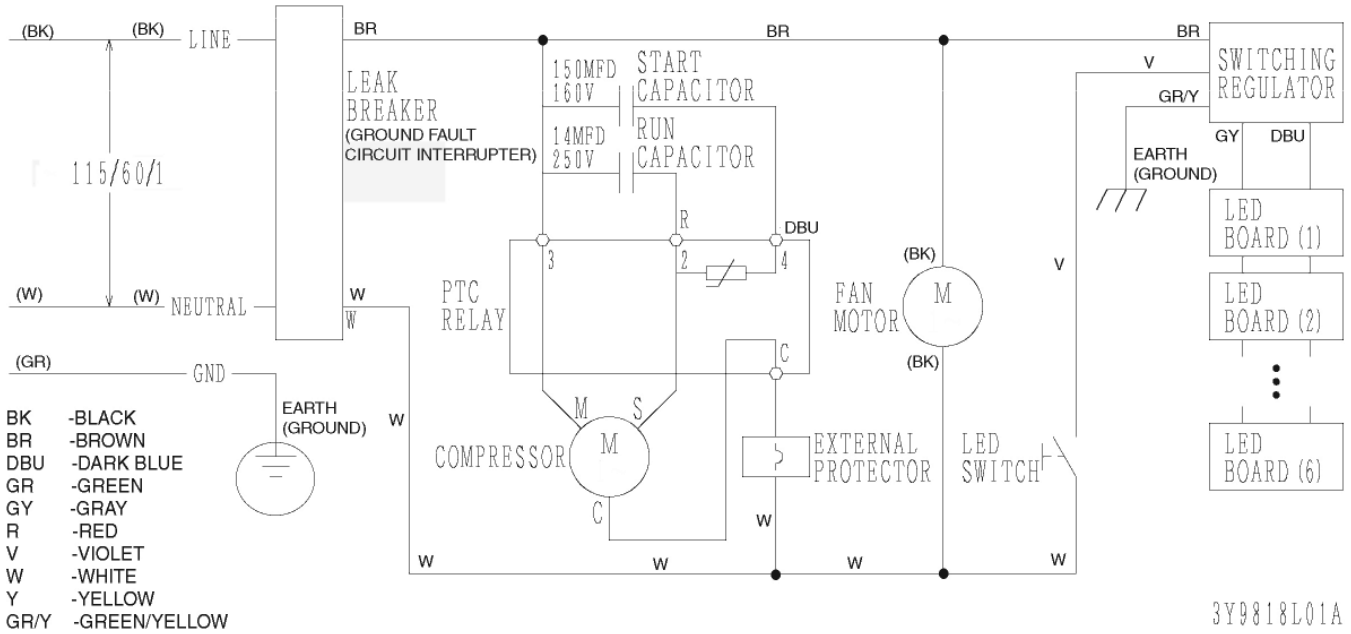 (BK)
(BK)
LINE
BR
BR
BR
LEAK
BREAKER
(GROUND FAULT
CIRCUIT INTERRUPTER)
150MFD
160V
START
CAPACITOR
14MFD
250V
RUN
CAPACITOR
V
GR/Y
SWITCHING
REGULATOR
GY
DBU
EARTH
(GROUND)
115/60/1
R
DBU
3
2
4
LED
BOARD (1)
(W)
(W)
NEUTRAL
W
W
PTC
RELAY
C
(BK)
FAN
MOTOR
M
(BK)
V
LED
BOARD (2)
(GR)
GND
EARTH
(GROUND)
W
M
S
COMPRESSOR
M
C
EXTERNAL
PROTECTOR
W
LED
SWITCH
LED
BOARD (6)
W
W
W
W
BK -BLACK
BR -BROWN
DBU -DARK BLUE
GR -GREEN
GY -GRAY
R -RED
V -VIOLET
W -WHITE
Y -YELLOW
GR/Y -GREEN/YELLOW
3Y9818L01A